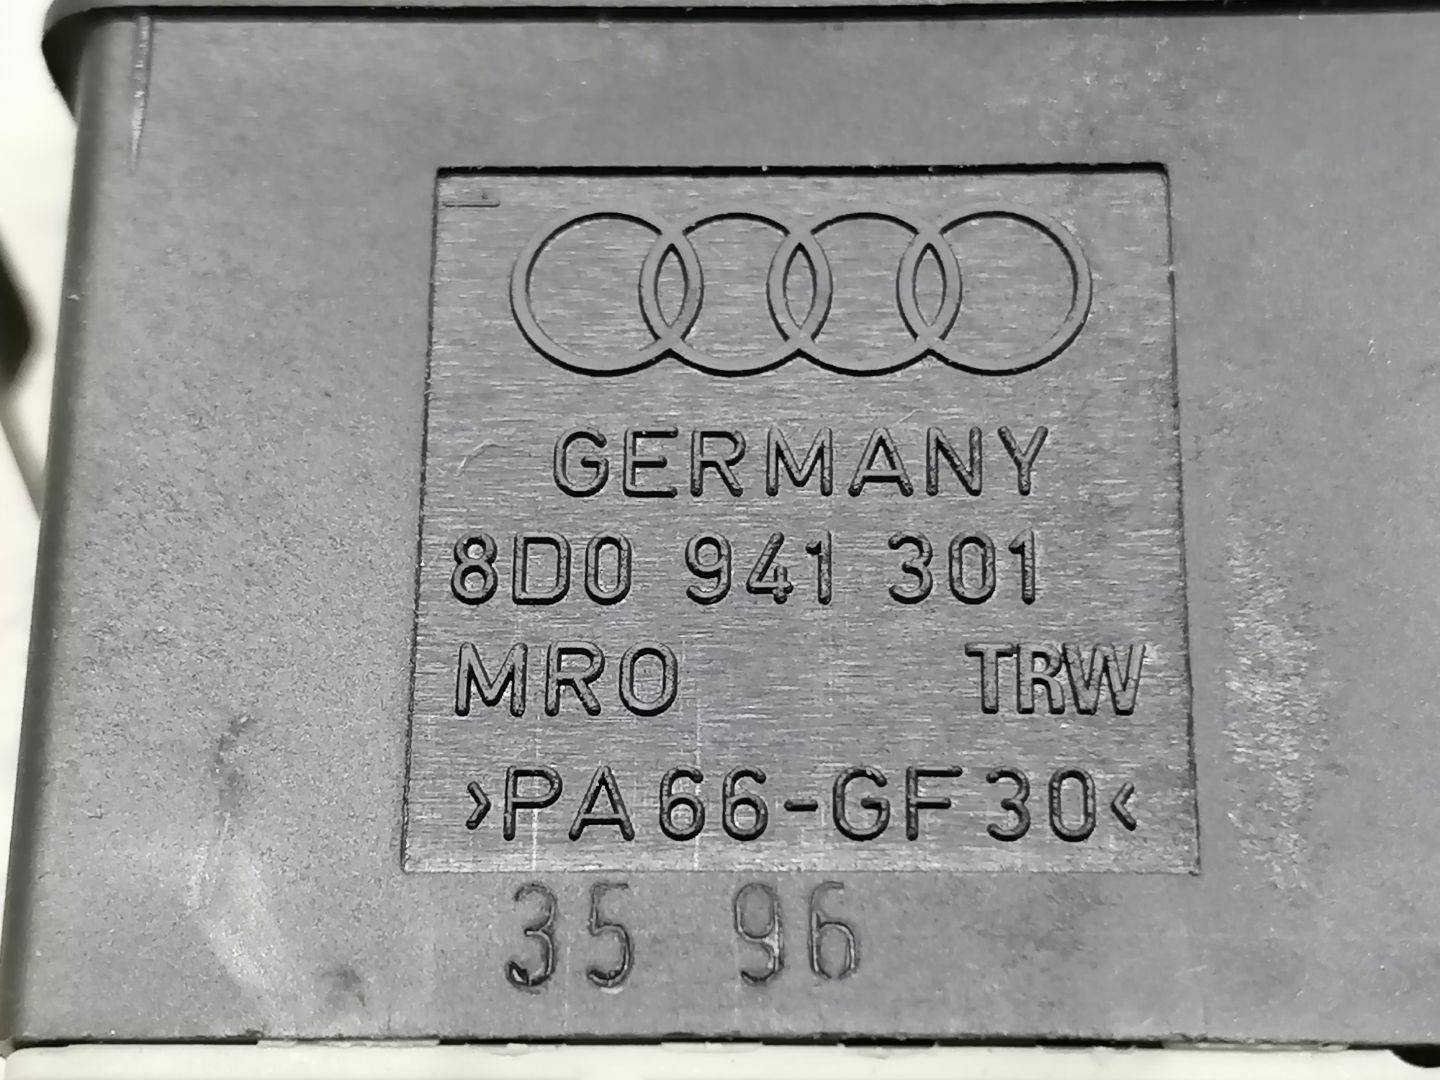 GERMANY
8D0 941 301
MRO TRW
>PA66-GF30<
35 96